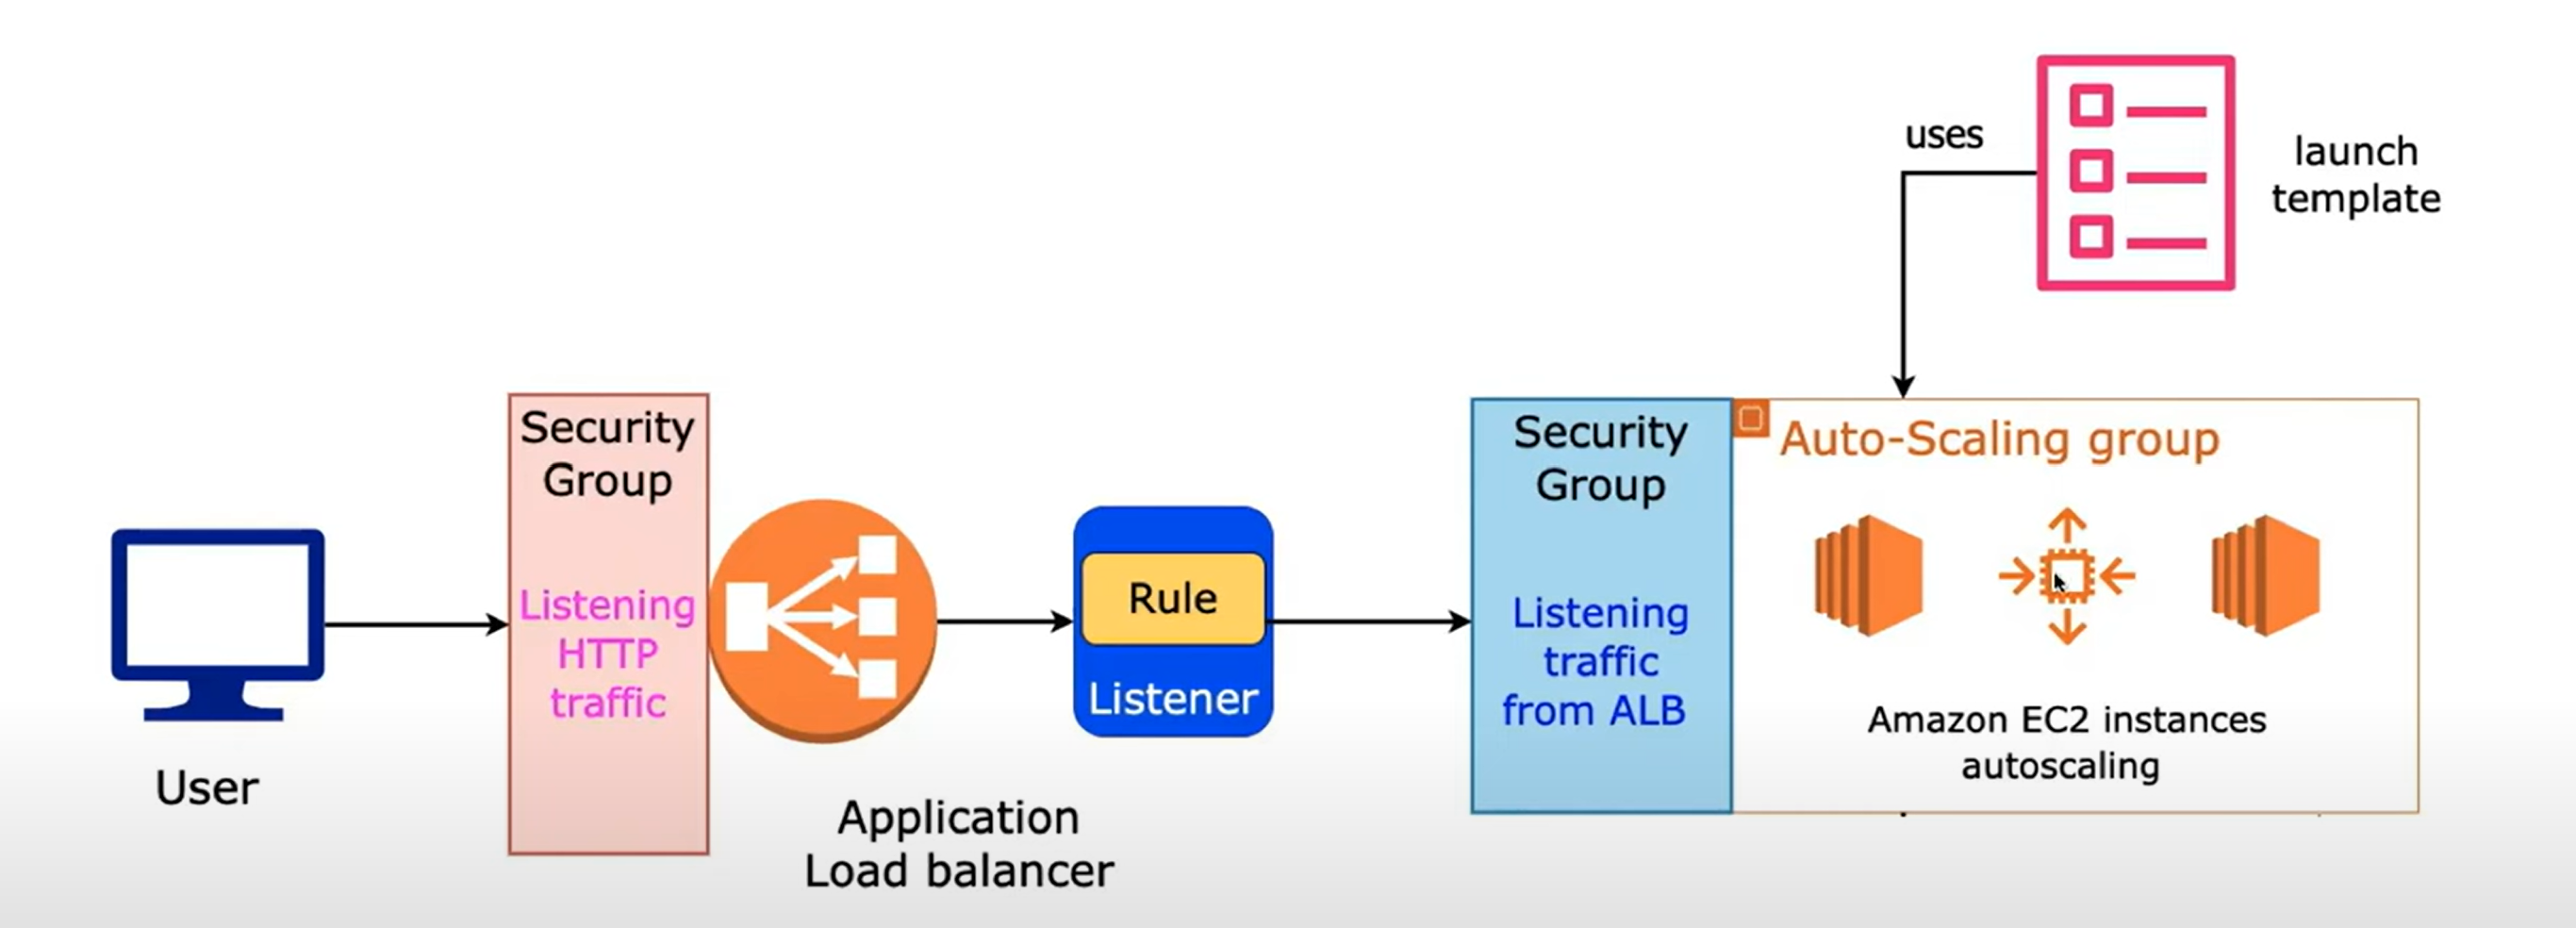 uses
launch
template
Security
Group
Listening
HTTP
traffic
User
Application
Load balancer
Rule
Listener
Security
Group
Listening
traffic
from ALB
Auto-Scaling group
Amazon EC2 instances
autoscaling